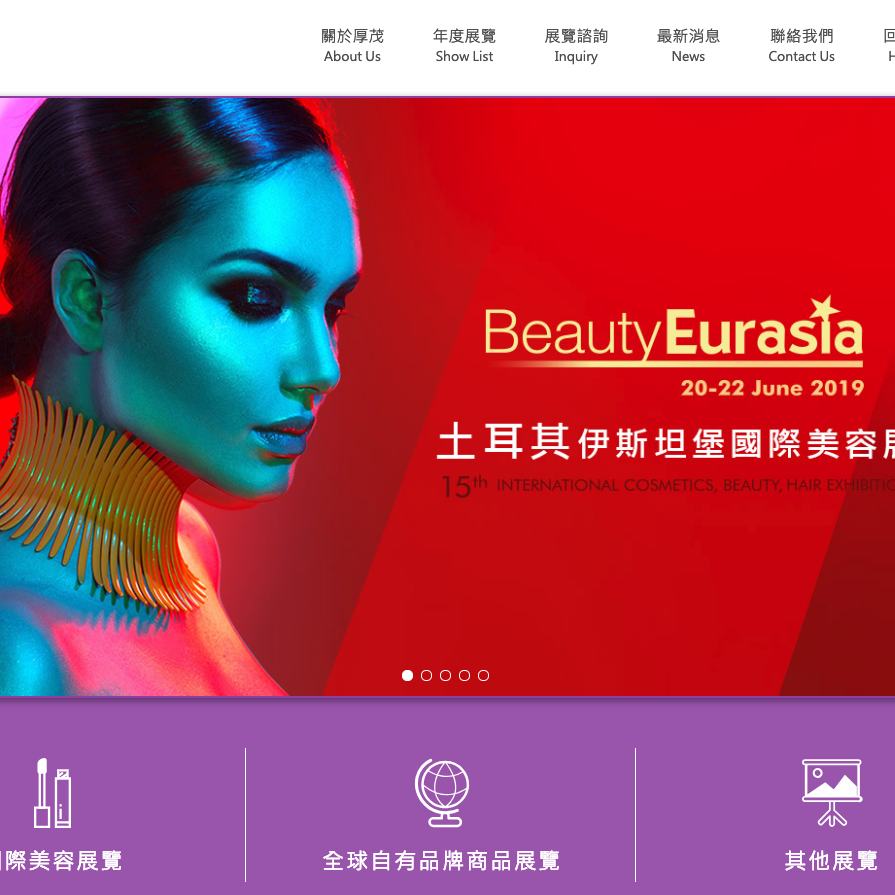 關於厚茂 年度展覽 展覽諮詢 最新消息 聯絡我們 回
About Us Show List Inquiry News Contact Us H
BeautyEurasia
20-22 June 2019
土耳其伊斯坦堡國際美容展
15th INTERNATIONAL COSMETICS, BEAUTY, HAIR EXHIBITIO
際美容展覽 全球自有品牌商品展覽 其他展覽